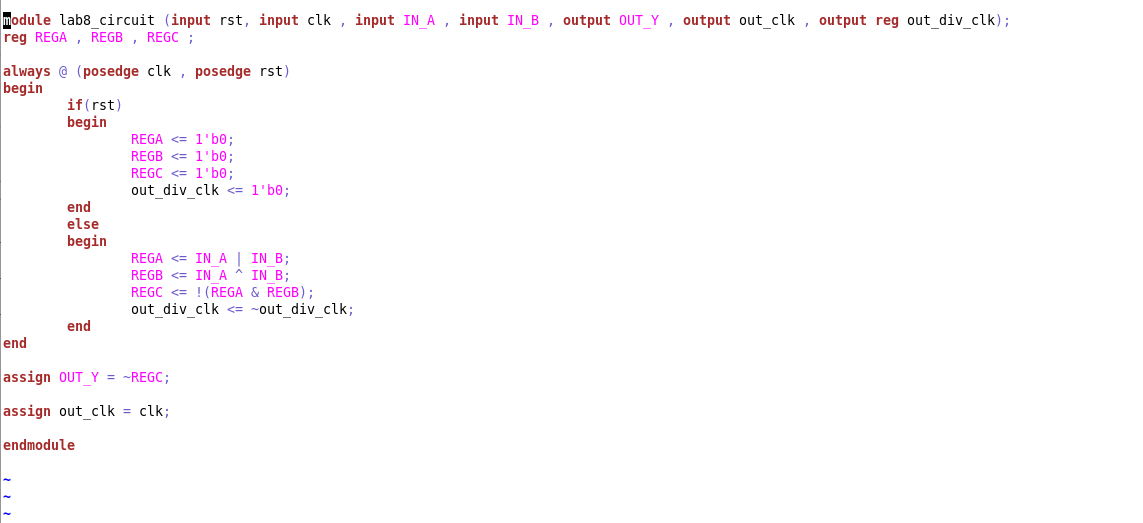 module lab8_circuit (input rst, input clk , input IN_A , input IN_B , output OUT_Y , output out_clk , output reg out_div_clk);
reg REGA , REGB , REGC ;
always @ (posedge clk , posedge rst)
begin
if(rst)
begin
REGA <= 1'b0;
REGB <= 1'b0;
REGC <= 1'b0;
out_div_clk <= 1'b0;
end
else
begin
REGA <= IN_A | IN_B;
REGB <= IN_A ^ IN_B;
REGC <= !(REGA & REGB);
out_div_clk <= ~out_div_clk;
end
end
assign OUT_Y = ~REGC;
assign out_clk = clk;
endmodule
~
~
~